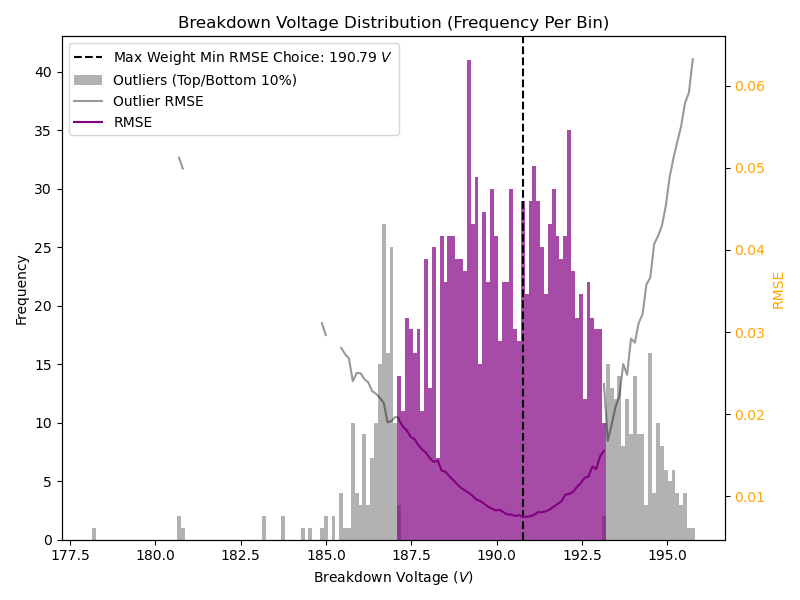 Breakdown Voltage Distribution (Frequency Per Bin)
Max Weight Min RMSE Choice: 190.79 V
Outliers (Top/Bottom 10%)
Outlier RMSE
RMSE
Frequency
40
35
30
25
20
15
10
5
0
0.06
0.05
0.04
0.03
0.02
0.01
RMSE
177.5 180.0 182.5 185.0 187.5 190.0 192.5 195.0
Breakdown Voltage (V)